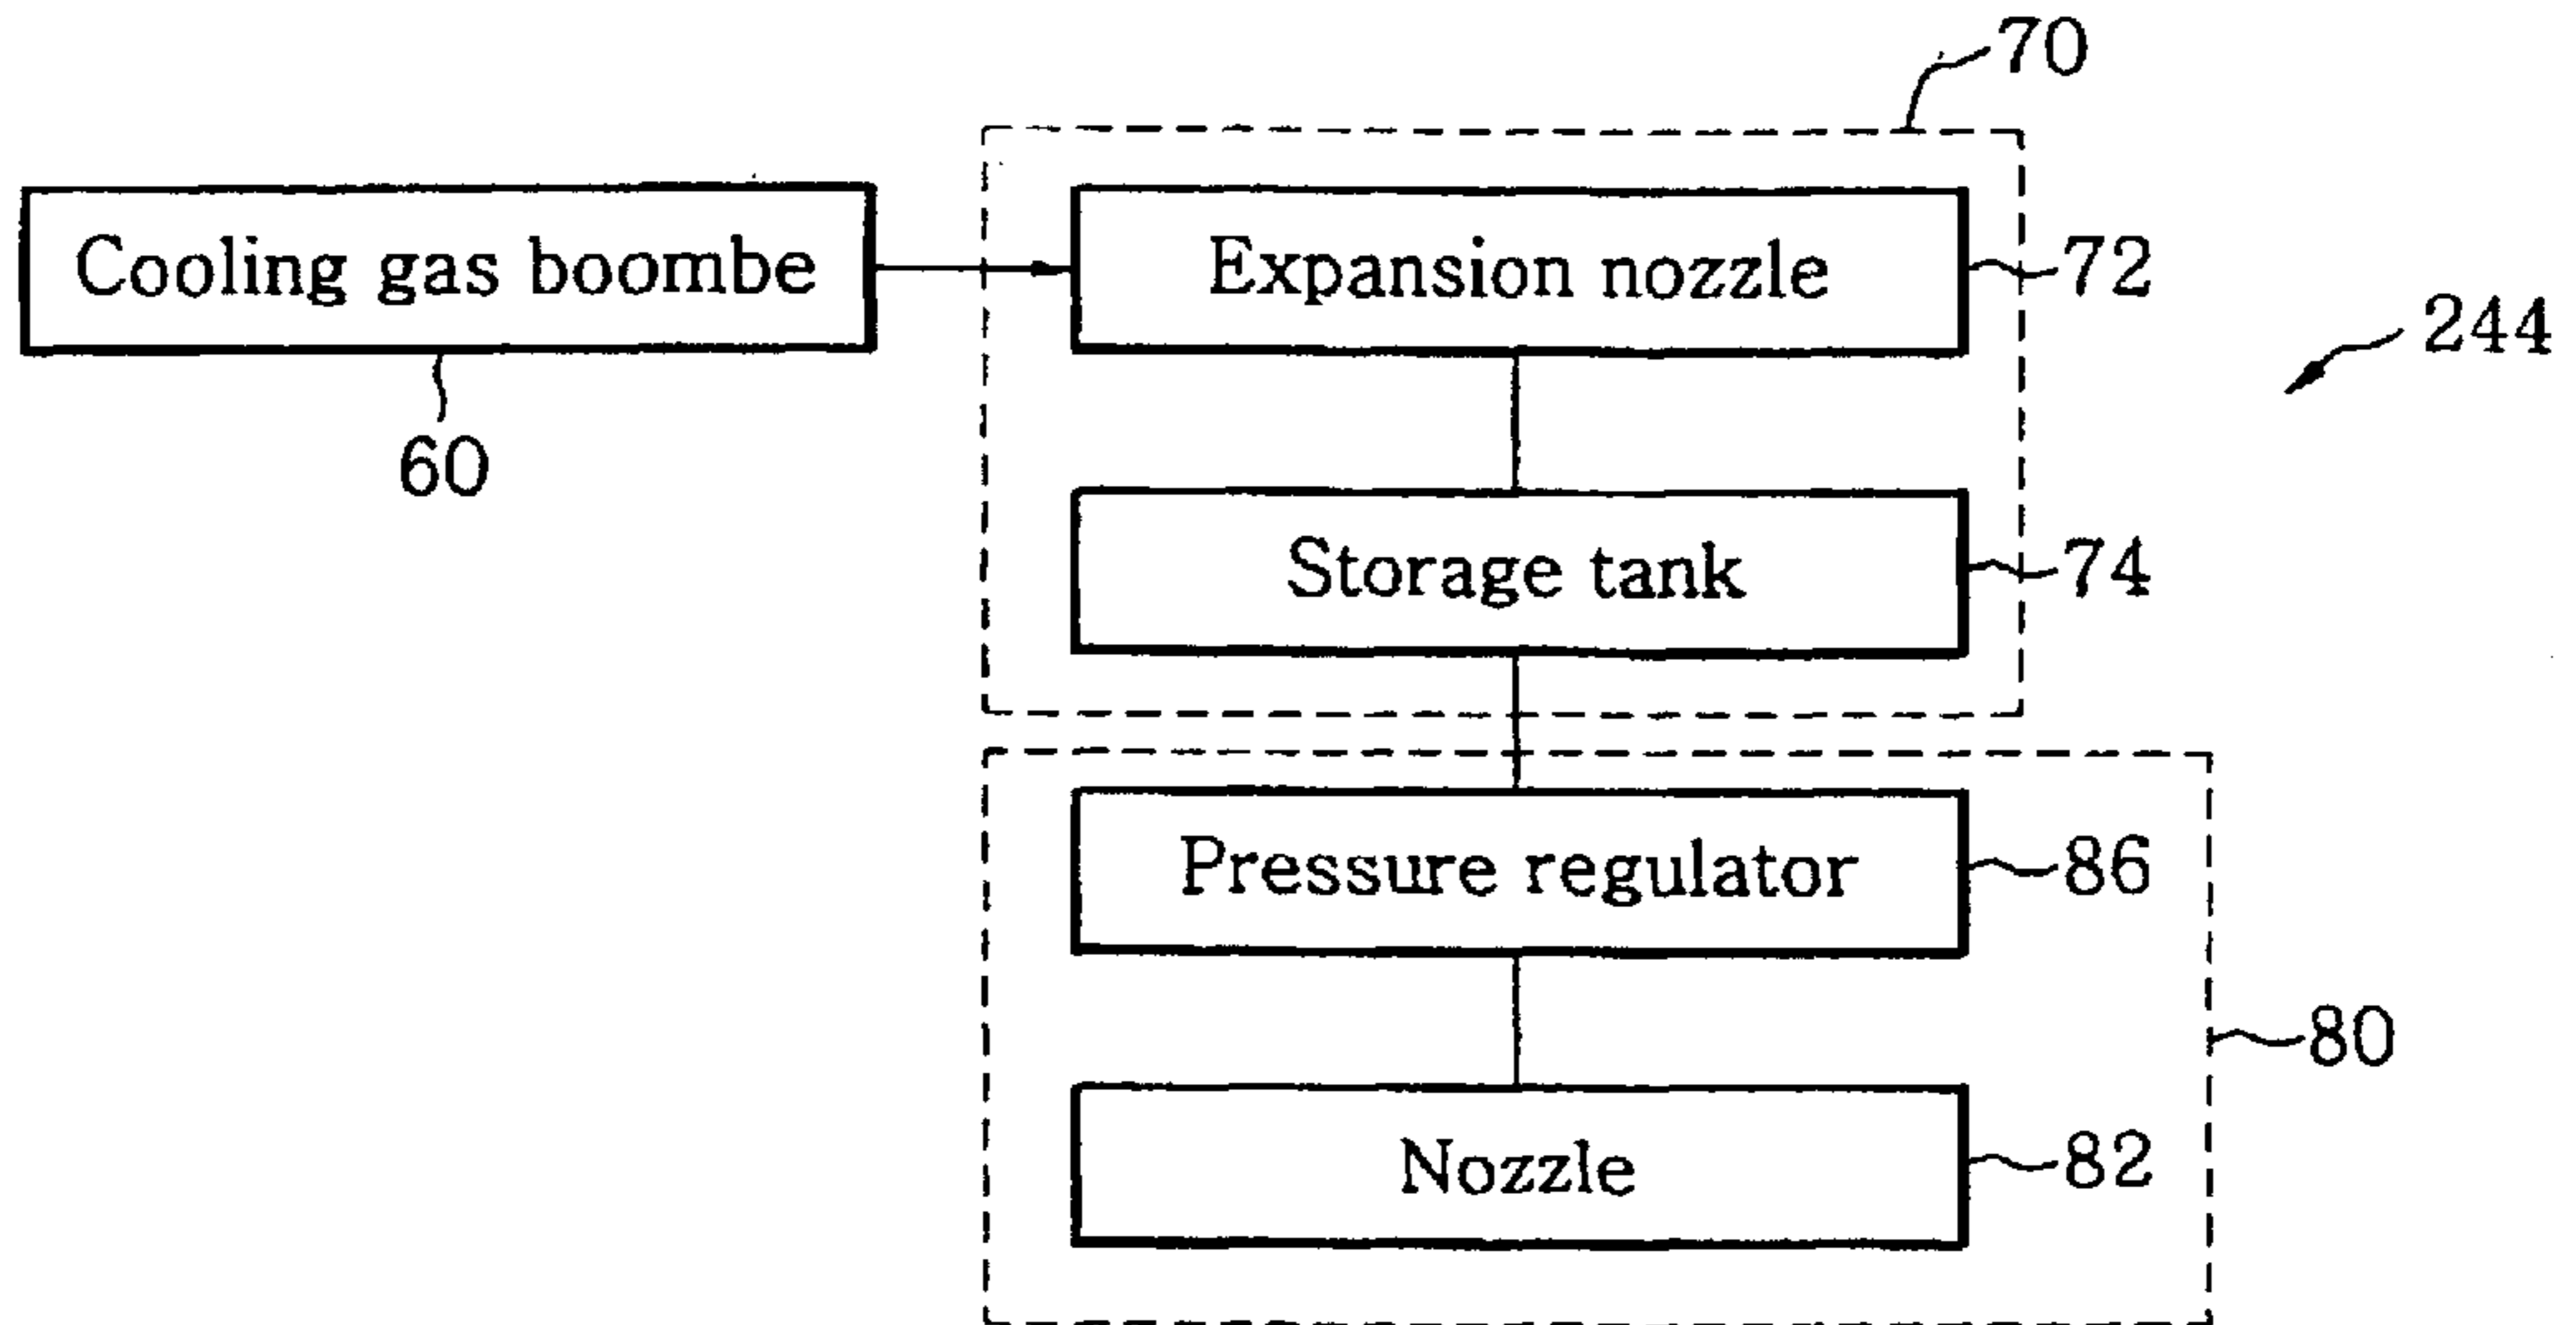 70
Cooling gas boombe
Expansion nozzle
72
244
60
Storage tank
74
Pressure regulator
86
80
Nozzle
82